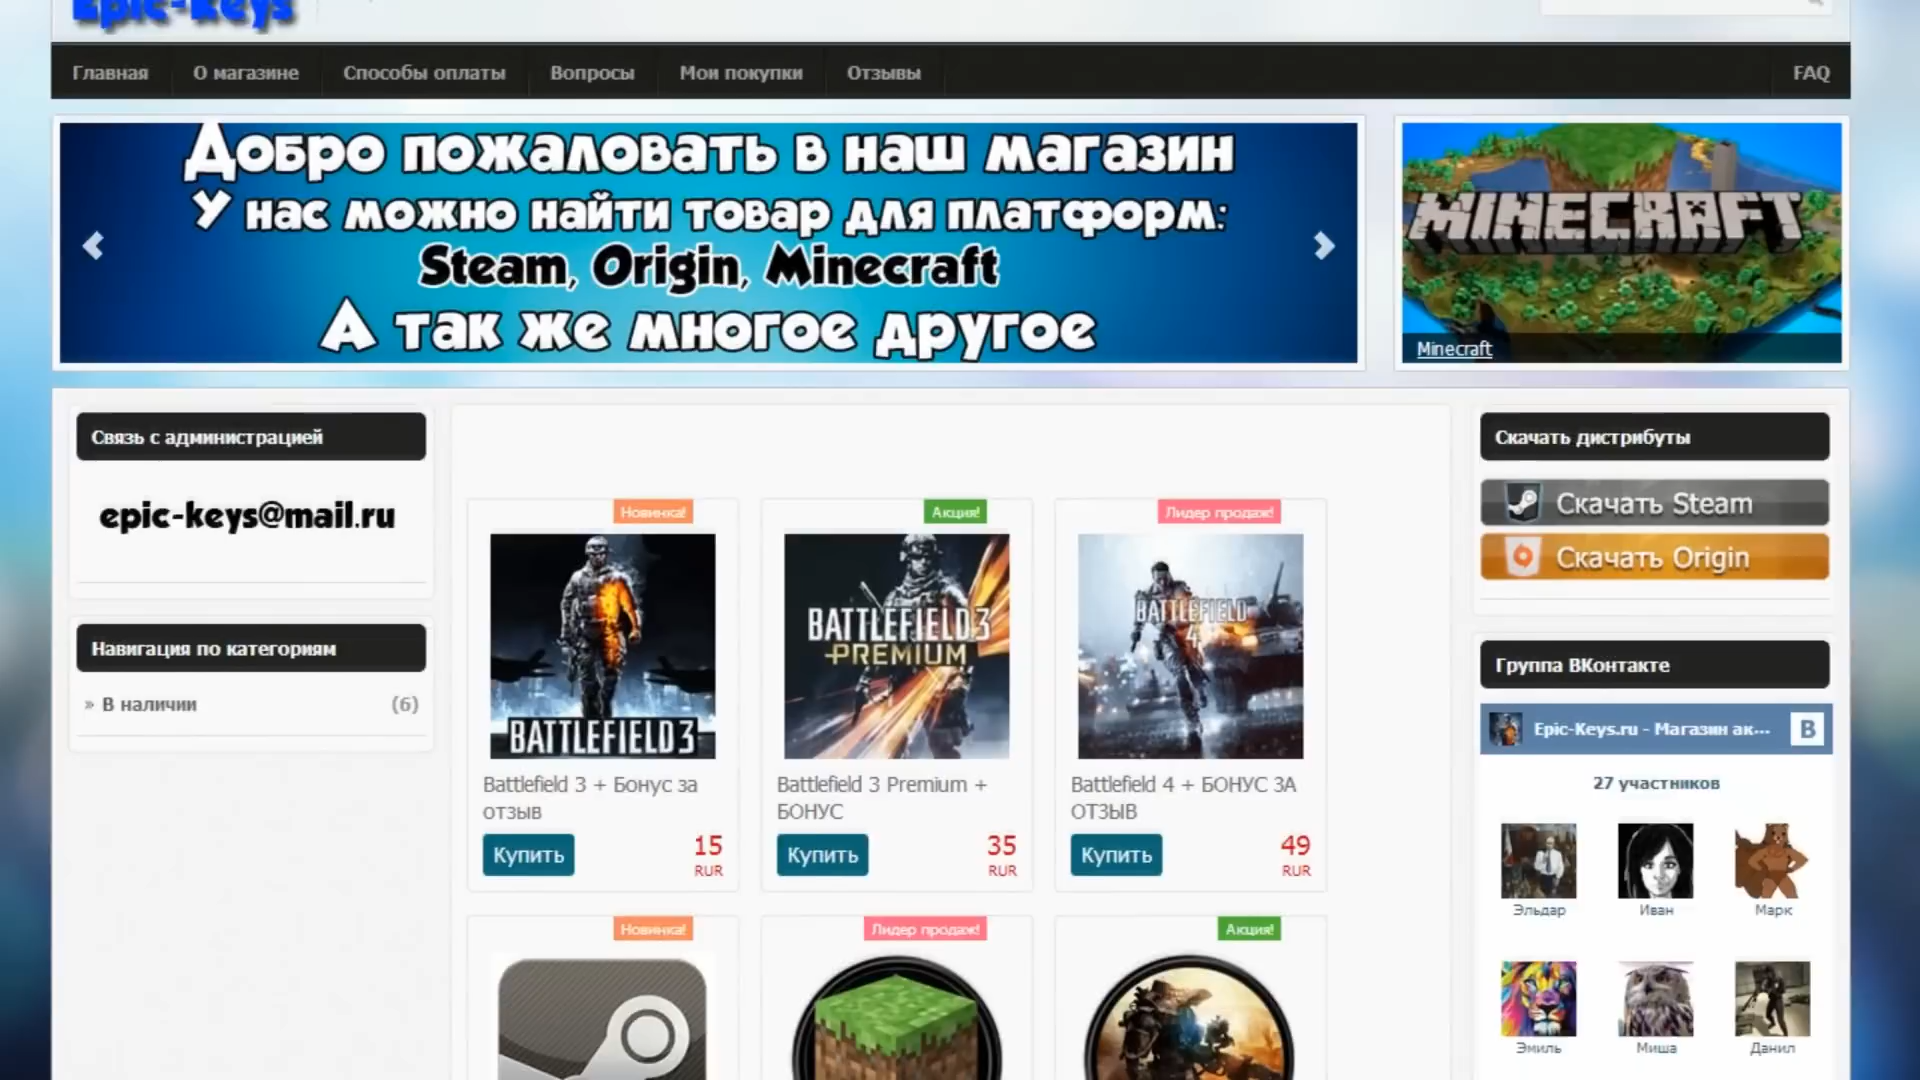 Epic-Keys
Главная
О магазине
Способы оплаты
Вопросы
Мои покупки
Отзывы
FAQ
Добро пожаловать в наш магазин
У нас можно найти товар для платформ:
Steam, Origin, Minecraft
А так же многое другое
MINECRAFT
Minecraft
Связь с администрацией
epic-keys@mail.ru
Навигация по категориям
» В наличии (6)
Новинка!
BATTLEFIELD 3
Battlefield 3 + Бонус за
отзыв
Купить
15
RUR
Акция!
BATTLEFIELD 3
+PREMIUM
Battlefield 3 Premium +
БОНУС
Купить
35
RUR
Лидер продаж!
BATTLEFIELD
4
Battlefield 4 + БОНУС ЗА
ОТЗЫВ
Купить
49
RUR
Новинка!
Лидер продаж!
Акция!
Скачать дистрибуты
Скачать Steam
Скачать Origin
Группа ВКонтакте
Epic-Keys.ru - Магазин ак...
В
27 участников
Эльдар
Иван
Марк
Эмиль
Миша
Данил